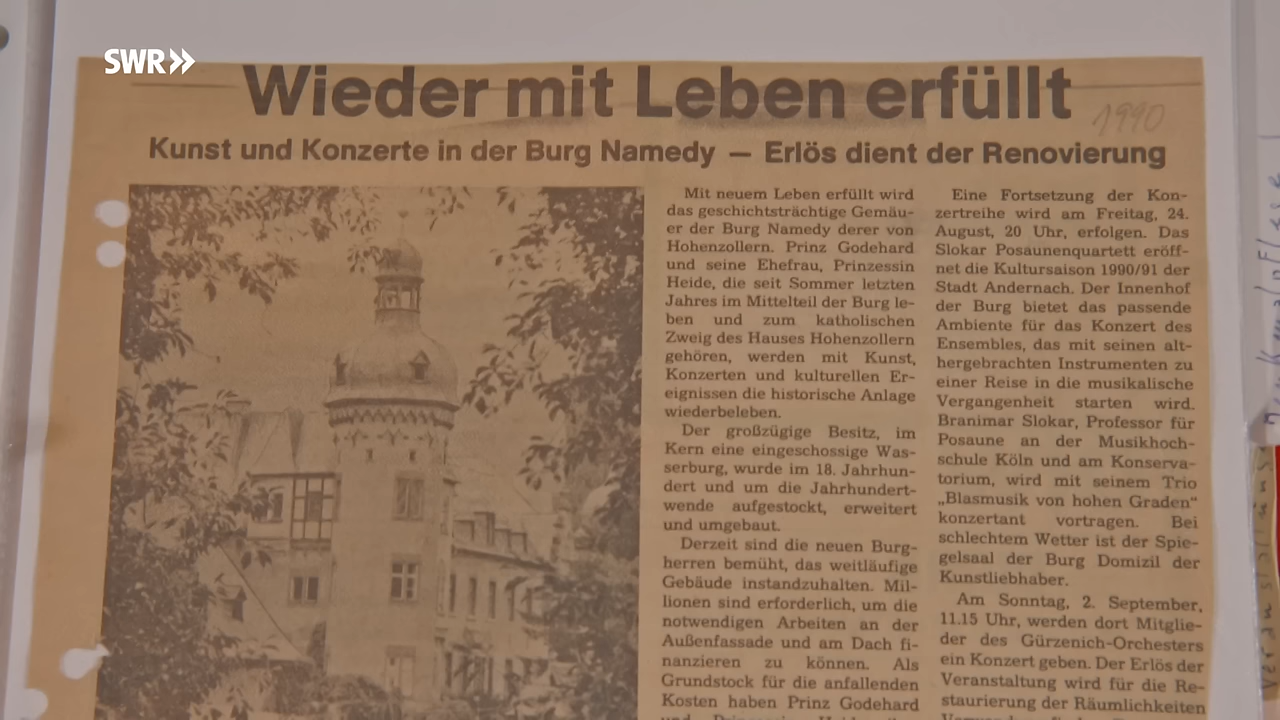 SWR
Wieder mit Leben erfüllt
1990
Kunst und Konzerte in der Burg Namedy — Erlös dient der Renovierung
Mit neuem Leben erfüllt wird
das geschichtsträchtige Gemäu-
er der Burg Namedy derer von
Hohenzollern. Prinz Godehard
und seine Ehefrau, Prinzessin
Heide, die seit Sommer letzten
Jahres im Mittelteil der Burg le-
ben und zum katholischen
Zweig des Hauses Hohenzollern
gehören, werden mit Kunst,
Konzerten und kulturellen Er-
eignissen die historische Anlage
wiederbeleben.
Der großzügige Besitz, im
Kern eine eingeschossige Was-
serburg, wurde im 18. Jahrhun-
dert und um die Jahrhundert-
wende aufgestockt, erweitert
und umgebaut.
Derzeit sind die neuen Burg-
herren bemüht, das weitläufige
Gebäude instandzuhalten. Mil-
lionen sind erforderlich, um die
notwendigen Arbeiten an der
Außenfassade und am Dach fi-
nanzieren zu können. Als
Grundstock für die anfallenden
Kosten haben Prinz Godehard
Eine Fortsetzung der Kon-
zertreihe wird am Freitag, 24.
August, 20 Uhr, erfolgen. Das
Slokar Posaunenquartett eröff-
net die Kultursaison 1990/91 der
Stadt Andernach. Der Innenhof
der Burg bietet das passende
Ambiente für das Konzert des
Ensembles, das mit seinen alt-
hergebrachten Instrumenten zu
einer Reise in die musikalische
Vergangenheit starten wird.
Branimar Slokar, Professor für
Posaune an der Musikhoch-
schule Köln und am Konserva-
torium, wird mit seinem Trio
„Blasmusik von hohen Graden“
konzertant vortragen. Bei
schlechtem Wetter ist der Spie-
gelsaal der Burg Domizil der
Kunstliebhaber.
Am Sonntag, 2. September,
11.15 Uhr, werden dort Mitglie-
der des Gürzenich-Orchesters
ein Konzert geben. Der Erlös der
Veranstaltung wird für die Re-
staurierung der Räumlichkeiten